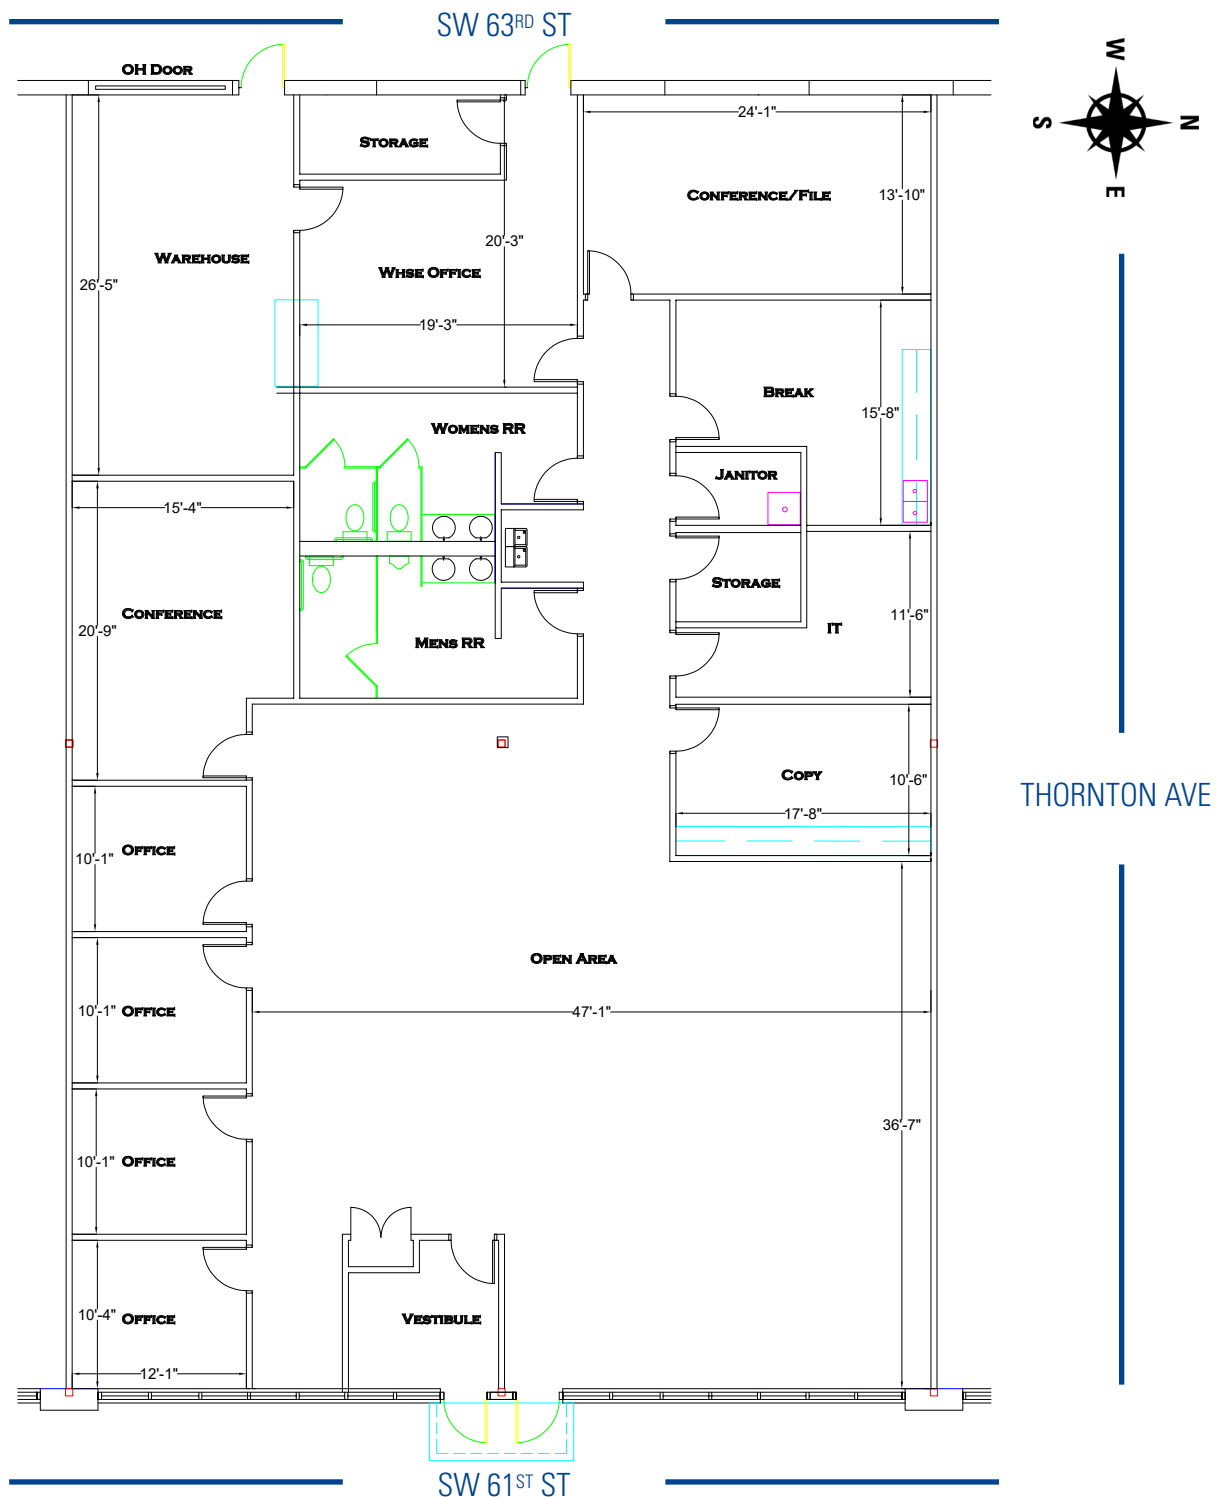 SW 63RD ST
OH DOOR
W
S
N
E
24'-1"
STORAGE
CONFERENCE/FILE
13'-10"
20'-3"
WAREHOUSE
WHSE OFFICE
26'-5"
19'-3"
BREAK
15'-8"
WOMENS RR
JANITOR
15'-4"
STORAGE
CONFERENCE
11'-6"
20'-9"
IT
MENS RR
COPY
10'-6"
THORNTON AVE
17'-8"
OFFICE
10'-1"
OPEN AREA
10'-1"
OFFICE
47'-1"
36'-7"
10'-1"
OFFICE
10'-4"
OFFICE
VESTIBULE
12'-1"
SW 61ST ST